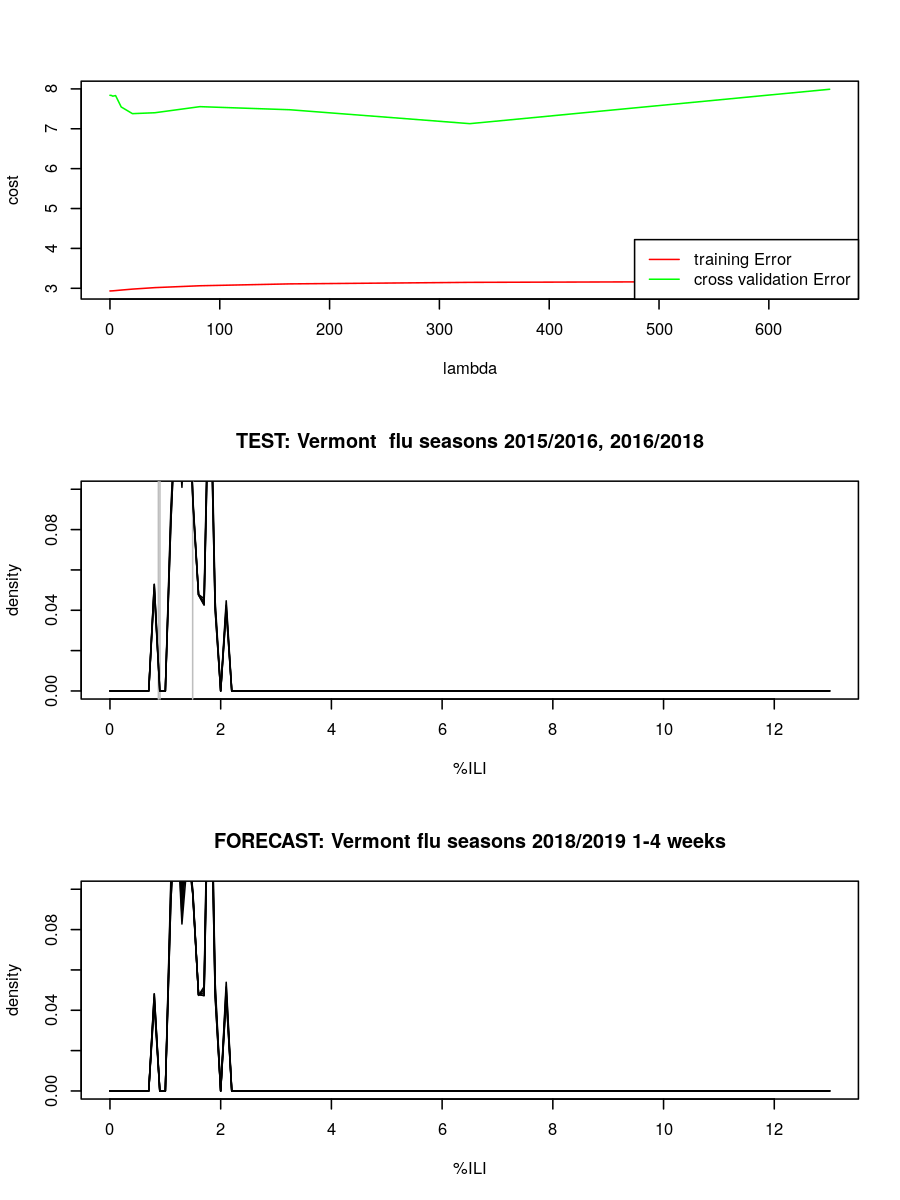 8
7
6
5
4
3
cost
training Error
cross validation Error
0 100 200 300 400 500 600
lambda
TEST: Vermont  flu seasons 2015/2016, 2016/2018
0.08
0.04
0.00
density
0 2 4 6 8 10 12
%ILI
FORECAST: Vermont flu seasons 2018/2019 1-4 weeks
0.08
0.04
0.00
density
0 2 4 6 8 10 12
%ILI